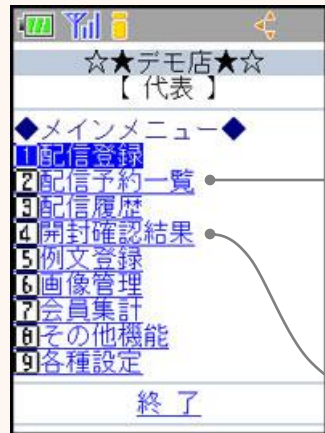 ☆★デモ店★☆
【 代表 】
◆メインメニュー◆
1配信登録
2配信予約一覧
3配信履歴
4開封確認結果
5例文登録
6画像管理
7会員集計
8その他機能
9各種設定
終 了